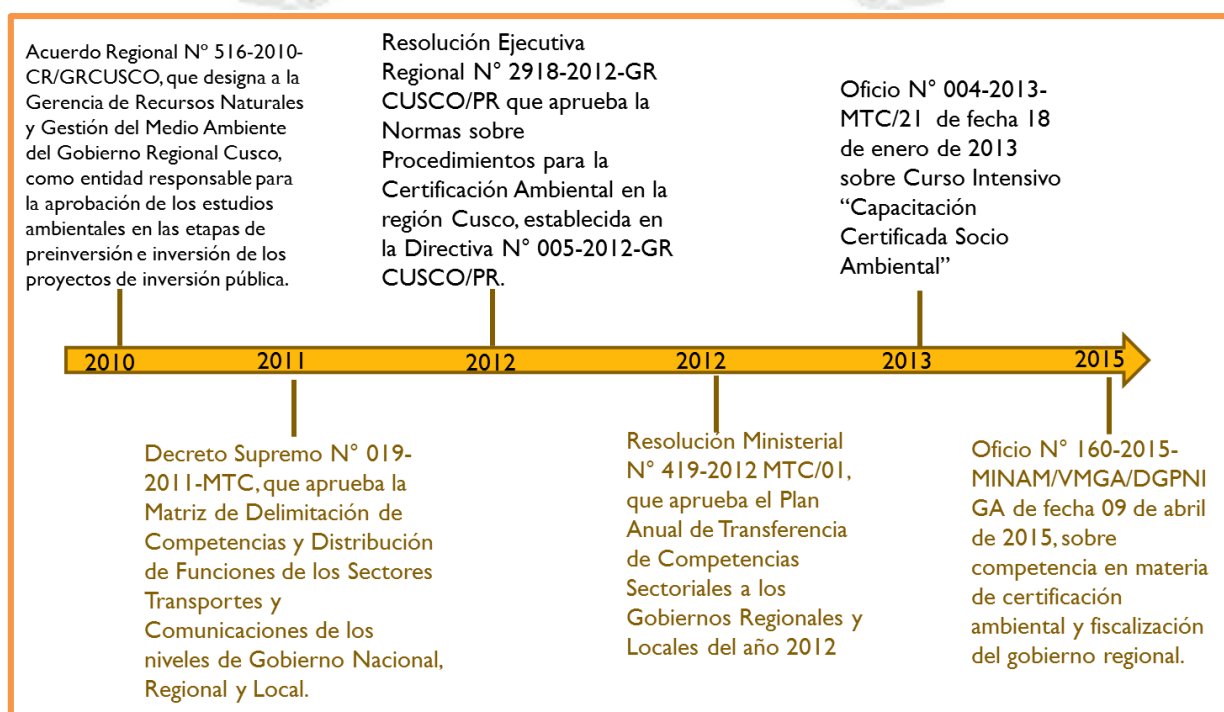 Acuerdo Regional Nº 516-2010-
CR/GRCUSCO, que designa a la
Gerencia de Recursos Naturales
y Gestión del Medio Ambiente
del Gobierno Regional Cusco,
como entidad responsable para
la aprobación de los estudios
ambientales en las etapas de
preinversión e inversión de los
proyectos de inversión pública.
Resolución Ejecutiva
Regional N° 2918-2012-GR
CUSCO/PR que aprueba la
Normas sobre
Procedimientos para la
Certificación Ambiental en la
región Cusco, establecida en
la Directiva N° 005-2012-GR
CUSCO/PR.
Oficio N° 004-2013-
MTC/21 de fecha 18
de enero de 2013
sobre Curso Intensivo
“Capacitación
Certificada Socio
Ambiental”
2010 2011 2012 2012 2013 2015
Decreto Supremo N° 019-
2011-MTC, que aprueba la
Matriz de Delimitación de
Competencias y Distribución
de Funciones de los Sectores
Transportes y
Comunicaciones de los
niveles de Gobierno Nacional,
Regional y Local.
Resolución Ministerial
N° 419-2012 MTC/01,
que aprueba el Plan
Anual de Transferencia
de Competencias
Sectoriales a los
Gobiernos Regionales y
Locales del año 2012
Oficio N° 160-2015-
MINAM/VMGA/DGPNI
GA de fecha 09 de abril
de 2015, sobre
competencia en materia
de certificación
ambiental y fiscalización
del gobierno regional.